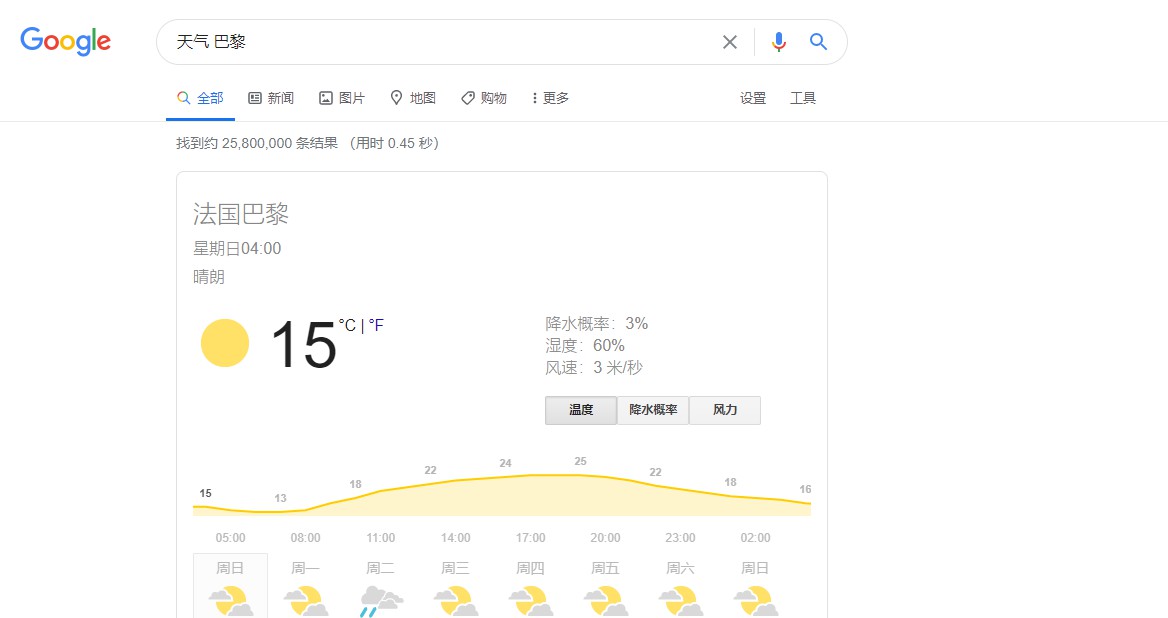 Google
天气 巴黎
全部 新闻 图片 地图 购物 更多 设置 工具
找到约 25,800,000 条结果 （用时 0.45 秒）
法国巴黎
星期日04:00
晴朗
15 °C | °F
降水概率：3%
湿度：60%
风速：3 米/秒
温度 降水概率 风力
15 13 18 22 24 25 22 18 16
05:00 08:00 11:00 14:00 17:00 20:00 23:00 02:00
周日 周一 周二 周三 周四 周五 周六 周日